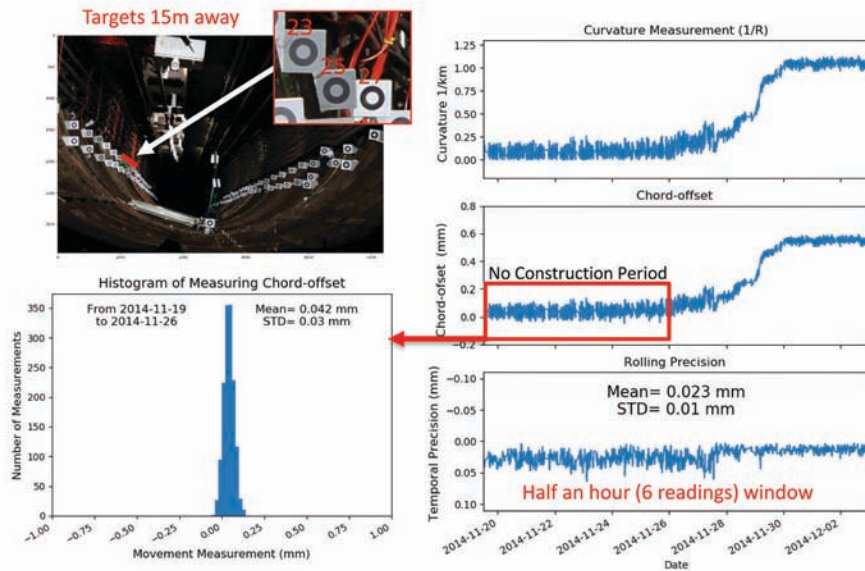 Targets 15m away
23
25
27
Histogram of Measuring Chord-offset
From 2014-11-19
to 2014-11-26
Mean= 0.042 mm
STD= 0.03 mm
Number of Measurements
350
300
250
200
150
100
50
0
−1.00
−0.75
−0.50
−0.25
0.00
0.25
0.50
0.75
1.00
Movement Measurement (mm)
Curvature Measurement (1/R)
Curvature 1/km
1.25
1.00
0.75
0.50
0.25
0.00
Chord-offset
Chord-ofset (mm)
0.8
0.6
0.4
0.2
0.0
−0.2
No Construction Period
Rolling Precision
Temporal Precision (mm)
−0.10
−0.05
0.00
0.05
0.10
Mean= 0.023 mm
STD= 0.01 mm
Half an hour (6 readings) window
2014-11-20
2014-11-22
2014-11-24
2014-11-26
2014-11-28
2014-11-30
2014-12-02
Date